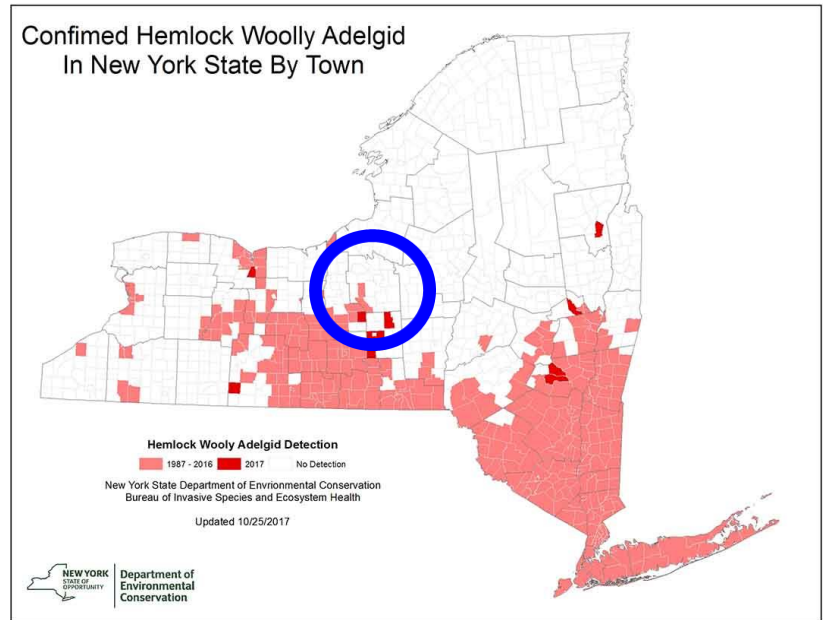 Confimed Hemlock Woolly Adelgid
In New York State By Town
Hemlock Wooly Adelgid Detection
1987 - 2016 2017 No Detection
New York State Department of Envrionmental Conservation
Bureau of Invasive Species and Ecosystem Health
Updated 10/25/2017
NEW YORK
STATE OF
OPPORTUNITY
Department of
Environmental
Conservation